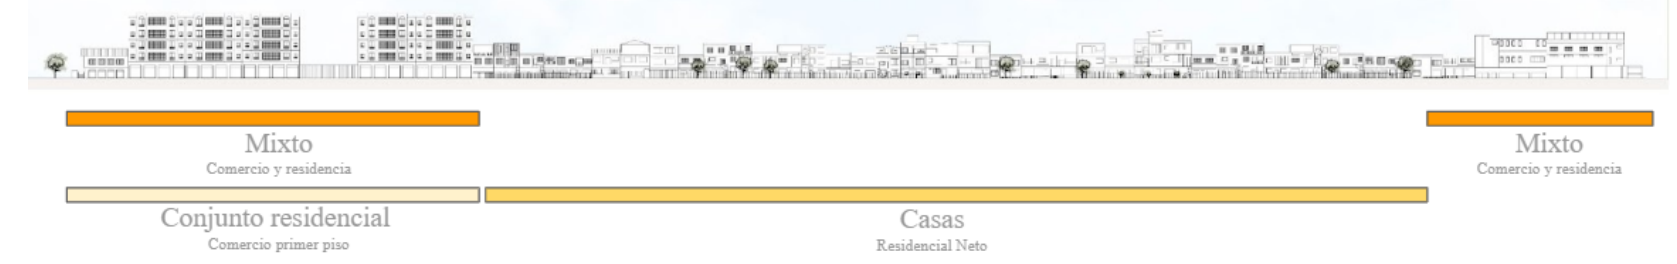 Mixto
Comercio y residencia
Mixto
Comercio y residencia
Conjunto residencial
Comercio primer piso
Casas
Residencial Neto